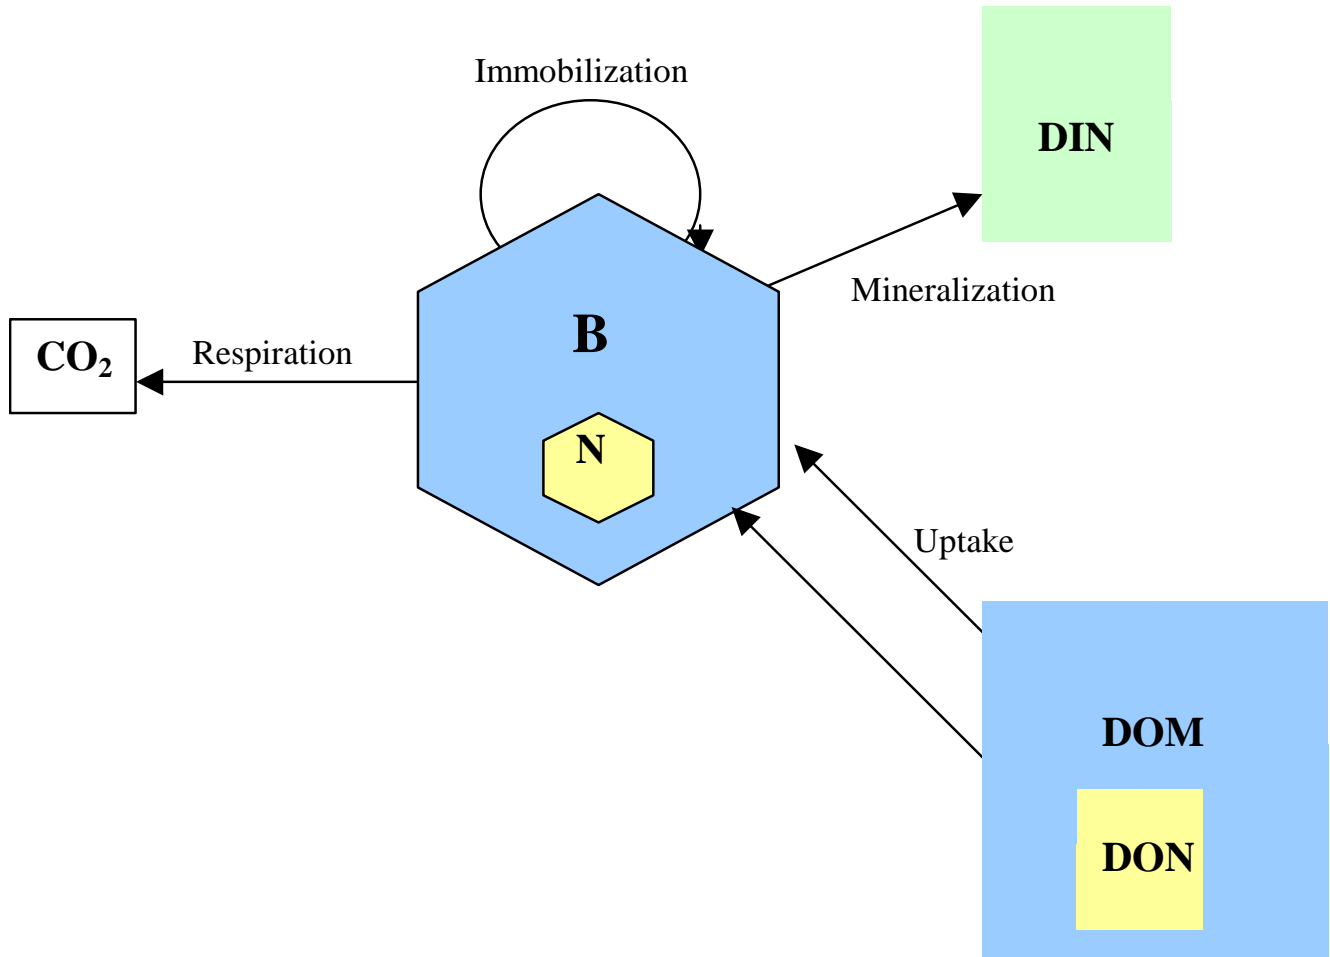 Immobilization
DIN
Mineralization
B
CO₂
Respiration
N
Uptake
DOM
DON